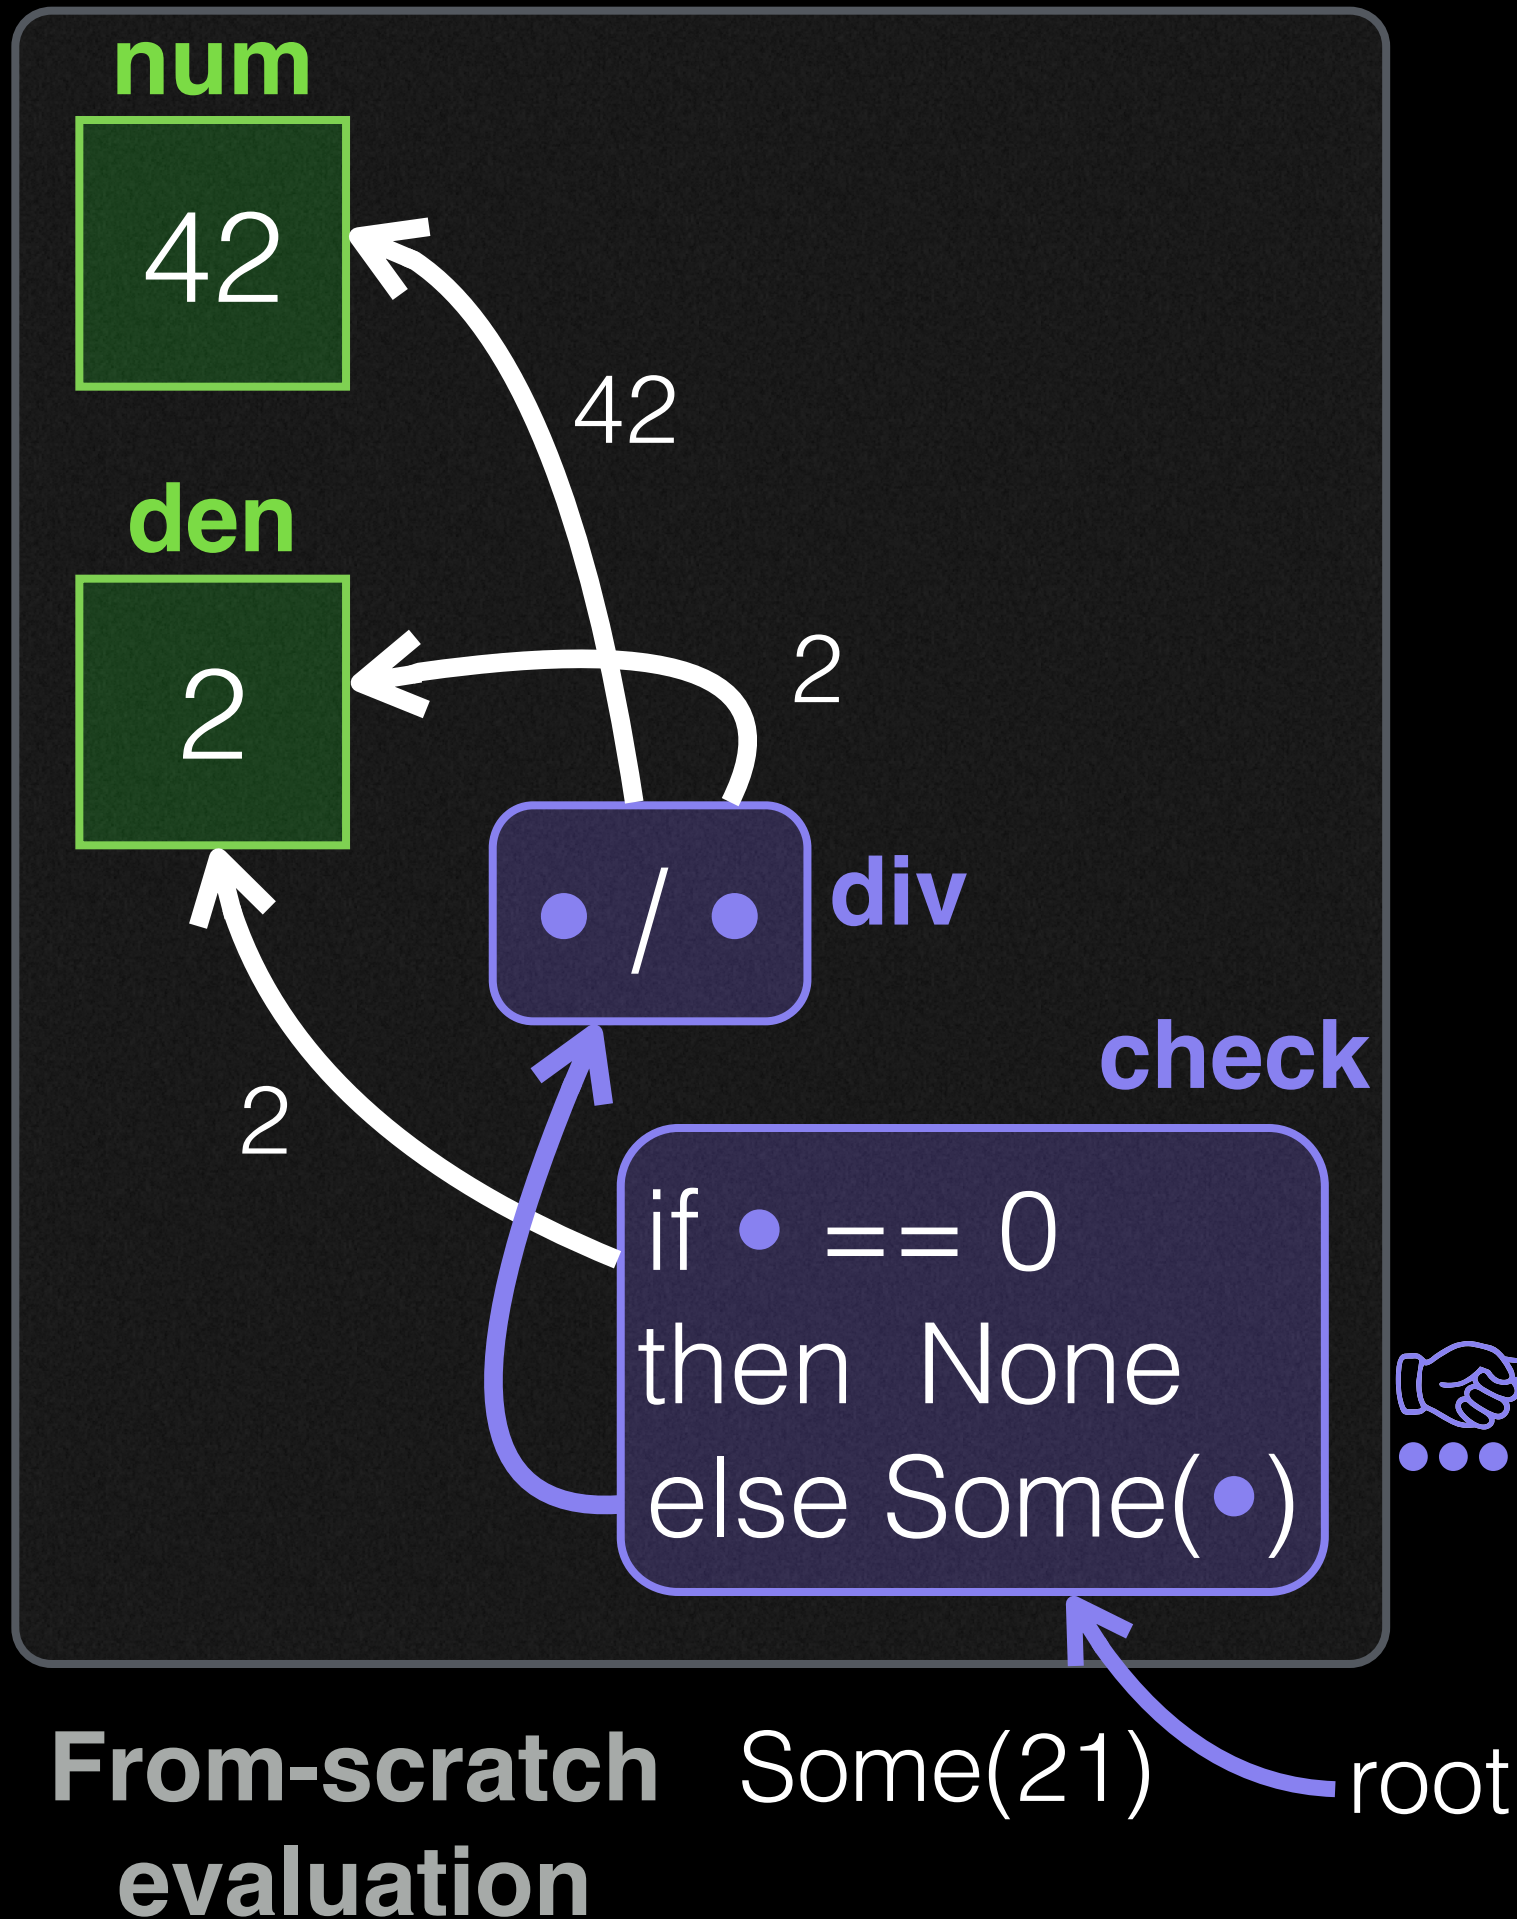 num
42
42
den
2
2
• / •
div
check
2
if • == 0
then None
else Some(•)
•••
From-scratch
evaluation
Some(21)
root